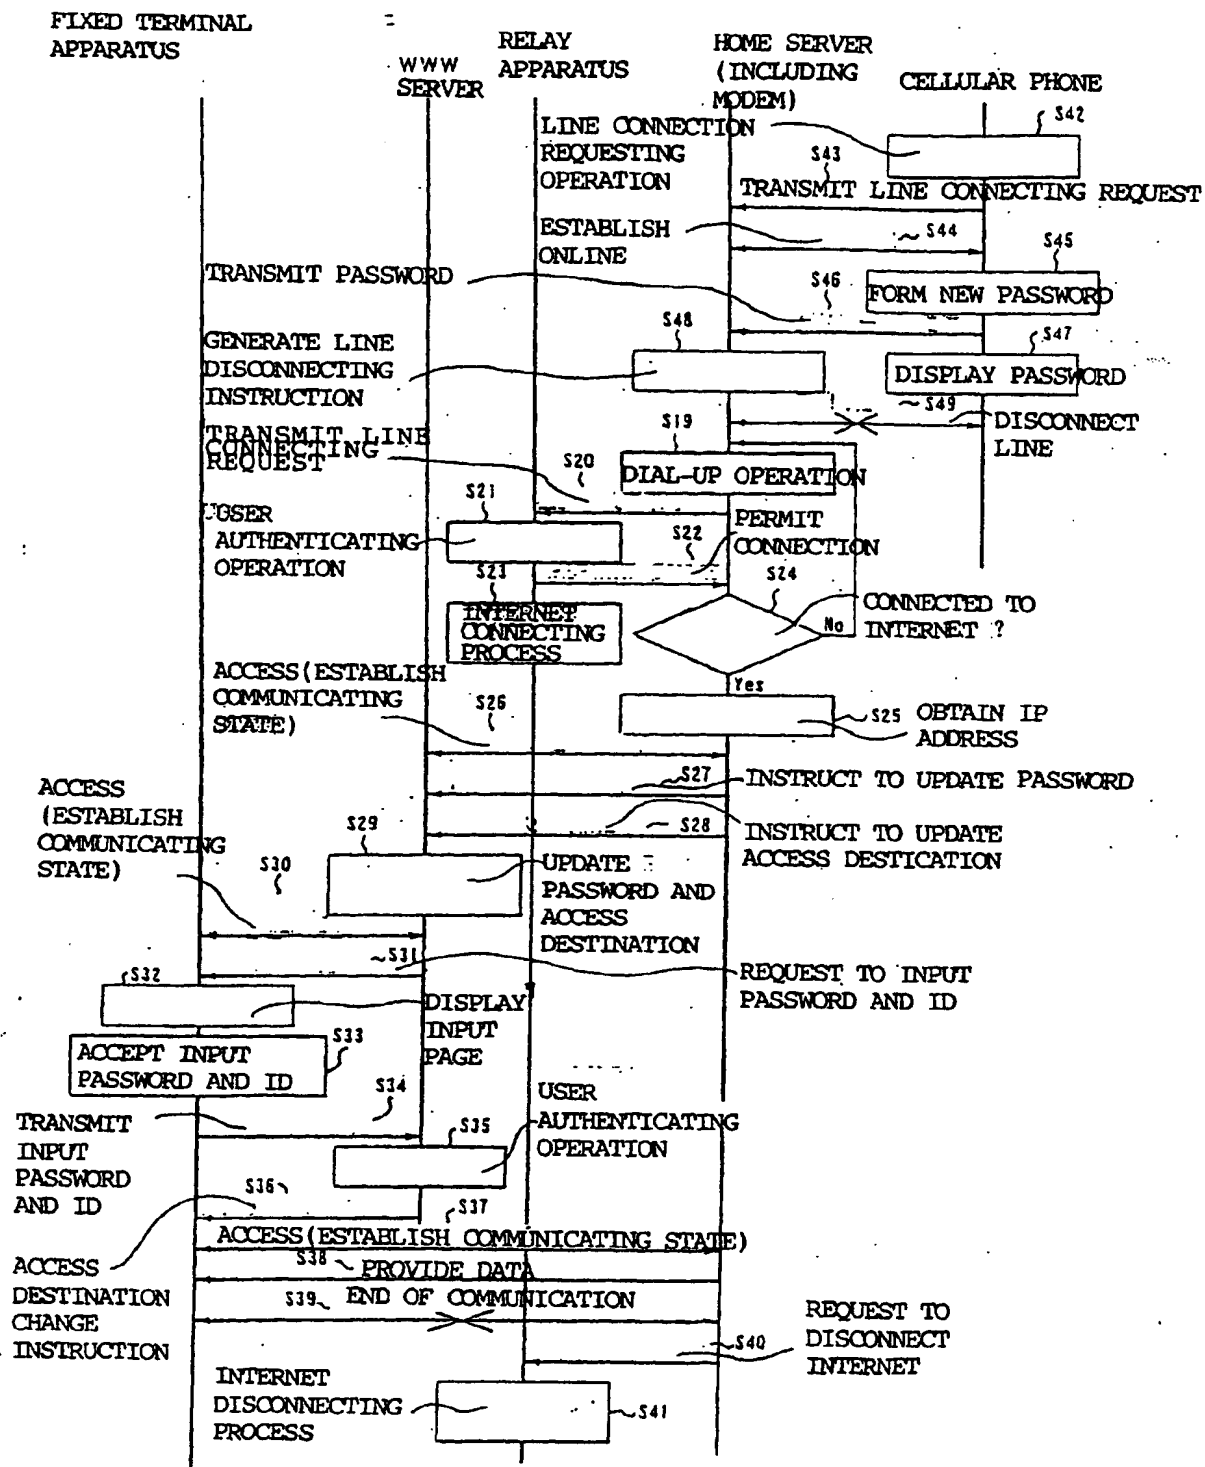 FIXED TERMINAL
APPARATUS
WWW
SERVER
RELAY
APPARATUS
HOME SERVER
(INCLUDING
MODEM)
CELLULAR PHONE
S42
LINE CONNECTION
REQUESTING
OPERATION
S43
TRANSMIT LINE CONNECTING REQUEST
ESTABLISH
ONLINE
S44
S45
FORM NEW PASSWORD
TRANSMIT PASSWORD
S46
S48
S47
GENERATE LINE
DISCONNECTING
INSTRUCTION
DISPLAY PASSWORD
S49
DISCONNECT
LINE
S19
TRANSMIT LINE
CONNECTING
REQUEST
DIAL-UP OPERATION
S20
S21
USER
AUTHENTICATING
OPERATION
S22
PERMIT
CONNECTION
S23
S24
INTERNET
CONNECTING
PROCESS
CONNECTED TO
INTERNET ?
No
Yes
ACCESS(ESTABLISH
COMMUNICATING
STATE)
S26
S25
OBTAIN IP
ADDRESS
S27
INSTRUCT TO UPDATE PASSWORD
ACCESS
(ESTABLISH
COMMUNICATING
STATE)
S28
INSTRUCT TO UPDATE
ACCESS DESTICATION
S29
S30
UPDATE
PASSWORD AND
ACCESS
DESTINATION
S31
REQUEST TO INPUT
PASSWORD AND ID
S32
DISPLAY
INPUT
PAGE
S33
ACCEPT INPUT
PASSWORD AND ID
S34
TRANSMIT
INPUT
PASSWORD
AND ID
S35
USER
AUTHENTICATING
OPERATION
S36
S37
ACCESS(ESTABLISH COMMUNICATING STATE)
S38
PROVIDE DATA
ACCESS
DESTINATION
CHANGE
INSTRUCTION
S39
END OF COMMUNICATION
S40
REQUEST TO
DISCONNECT
INTERNET
INTERNET
DISCONNECTING
PROCESS
S41